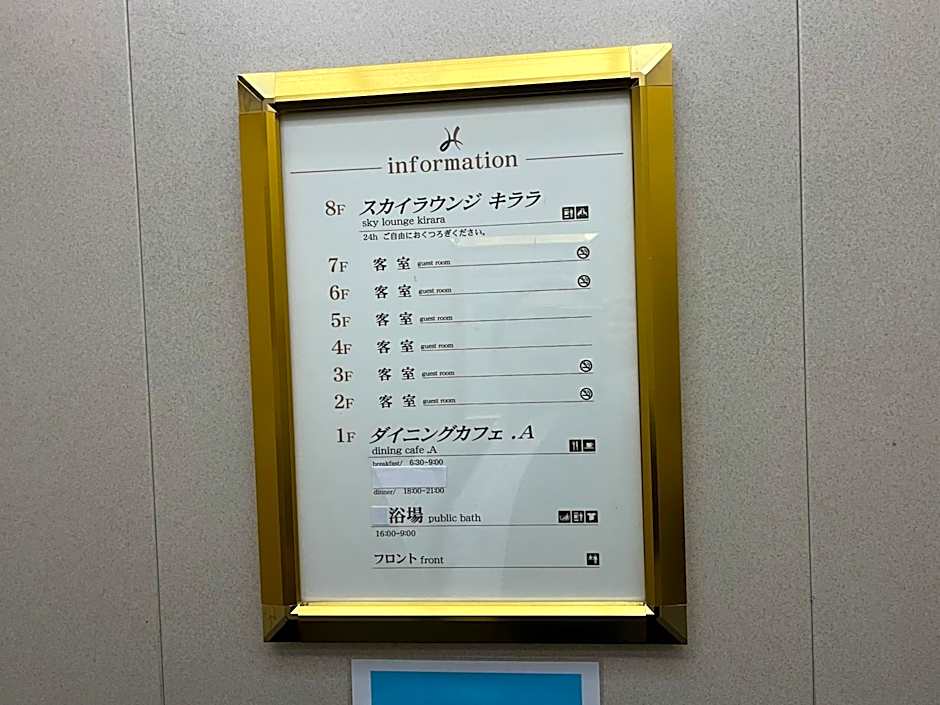 information
8F スカイラウンジ キララ
sky lounge kirara
24h ご自由におくつろぎください。
7F 客 室 guest room
6F 客 室 guest room
5F 客 室 guest room
4F 客 室 guest room
3F 客 室 guest room
2F 客 室 guest room
1F ダイニングカフェ .A
dining cafe .A
breakfast/ 6:30~9:00
dinner/ 18:00~21:00
浴場 public bath
16:00~9:00
フロント front